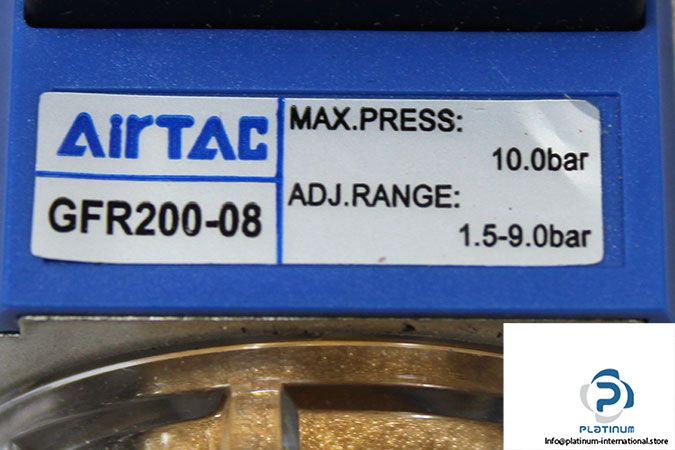 AirTAC
GFR200-08
MAX.PRESS:
10.0bar
ADJ.RANGE:
1.5-9.0bar
PLATINUM
Info@platinum-international.store